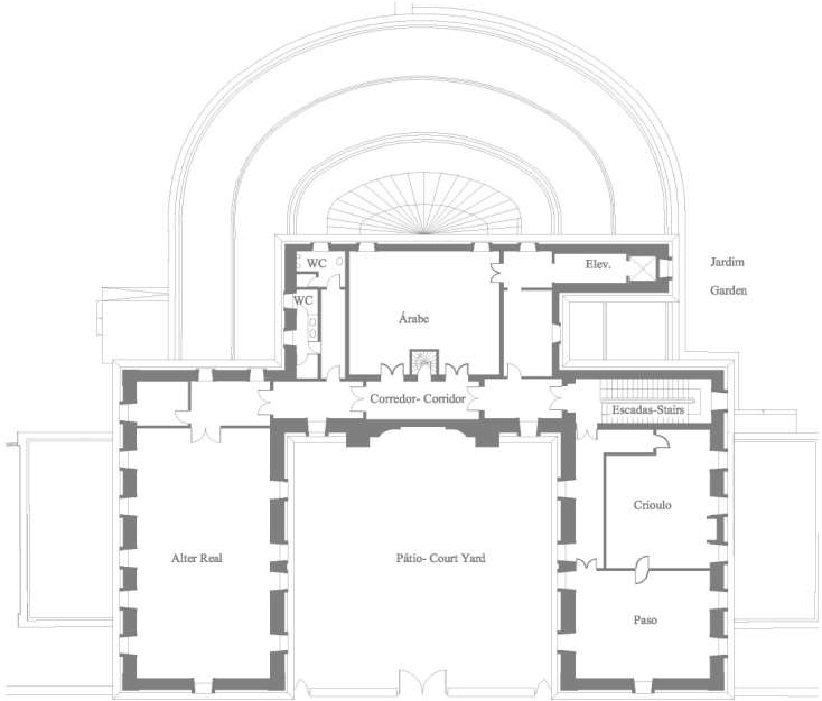 WC
Elev.
Jardim
Garden
WC
Árabe
Corredor- Corridor
Escadas-Stairs
Crioulo
Alter Real
Pátio- Court Yard
Paso